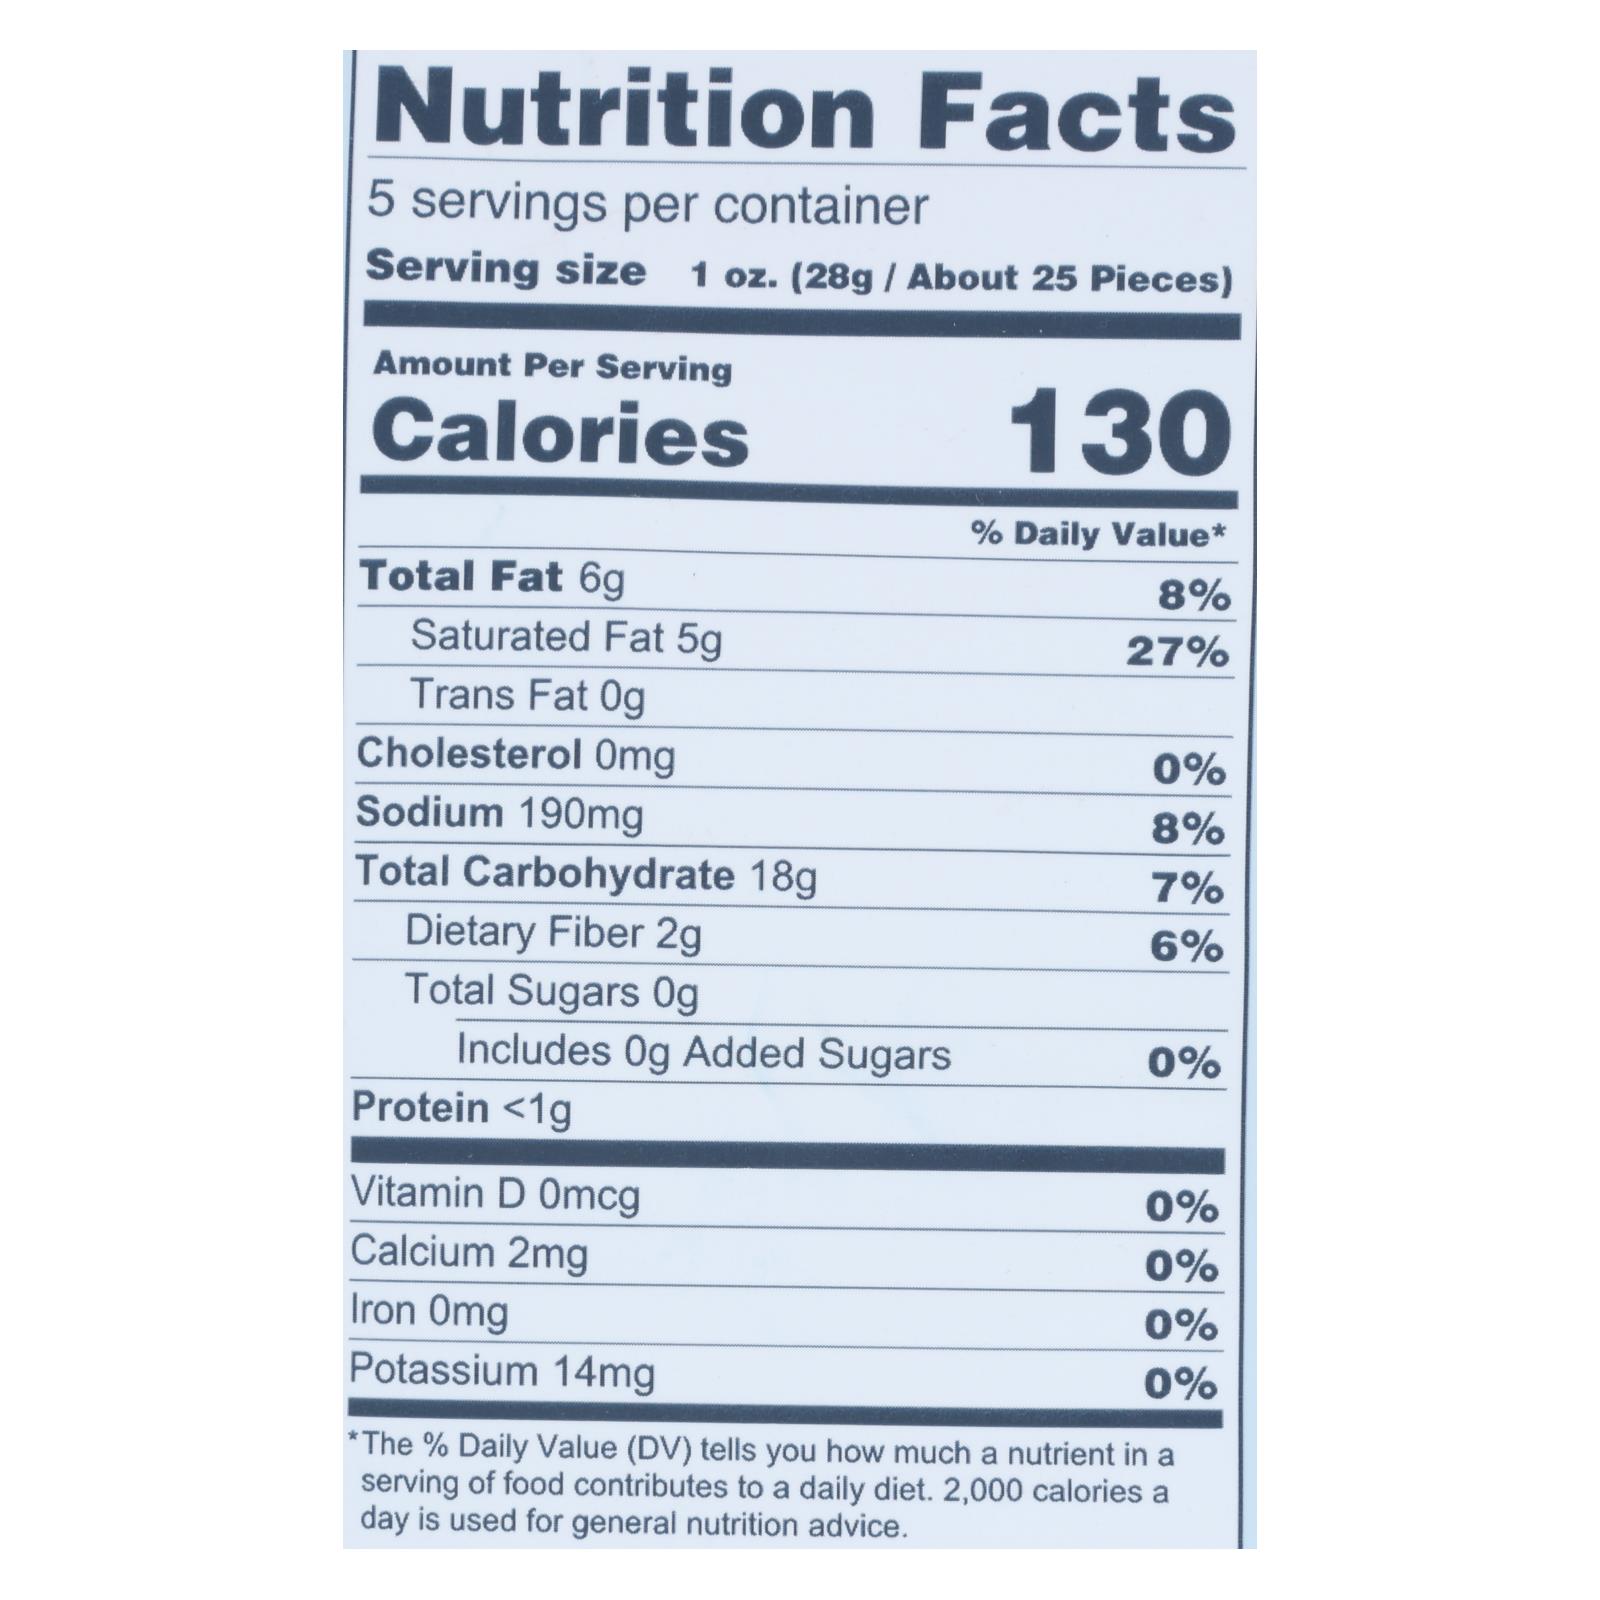 Nutrition Facts
5 servings per container
Serving size 1 oz. (28g / About 25 Pieces)
Amount Per Serving
Calories 130
% Daily Value*
Total Fat 6g 8%
Saturated Fat 5g 27%
Trans Fat 0g
Cholesterol 0mg 0%
Sodium 190mg 8%
Total Carbohydrate 18g 7%
Dietary Fiber 2g 6%
Total Sugars 0g
Includes 0g Added Sugars 0%
Protein <1g
Vitamin D 0mcg 0%
Calcium 2mg 0%
Iron 0mg 0%
Potassium 14mg 0%
*The % Daily Value (DV) tells you how much a nutrient in a
serving of food contributes to a daily diet. 2,000 calories a
day is used for general nutrition advice.